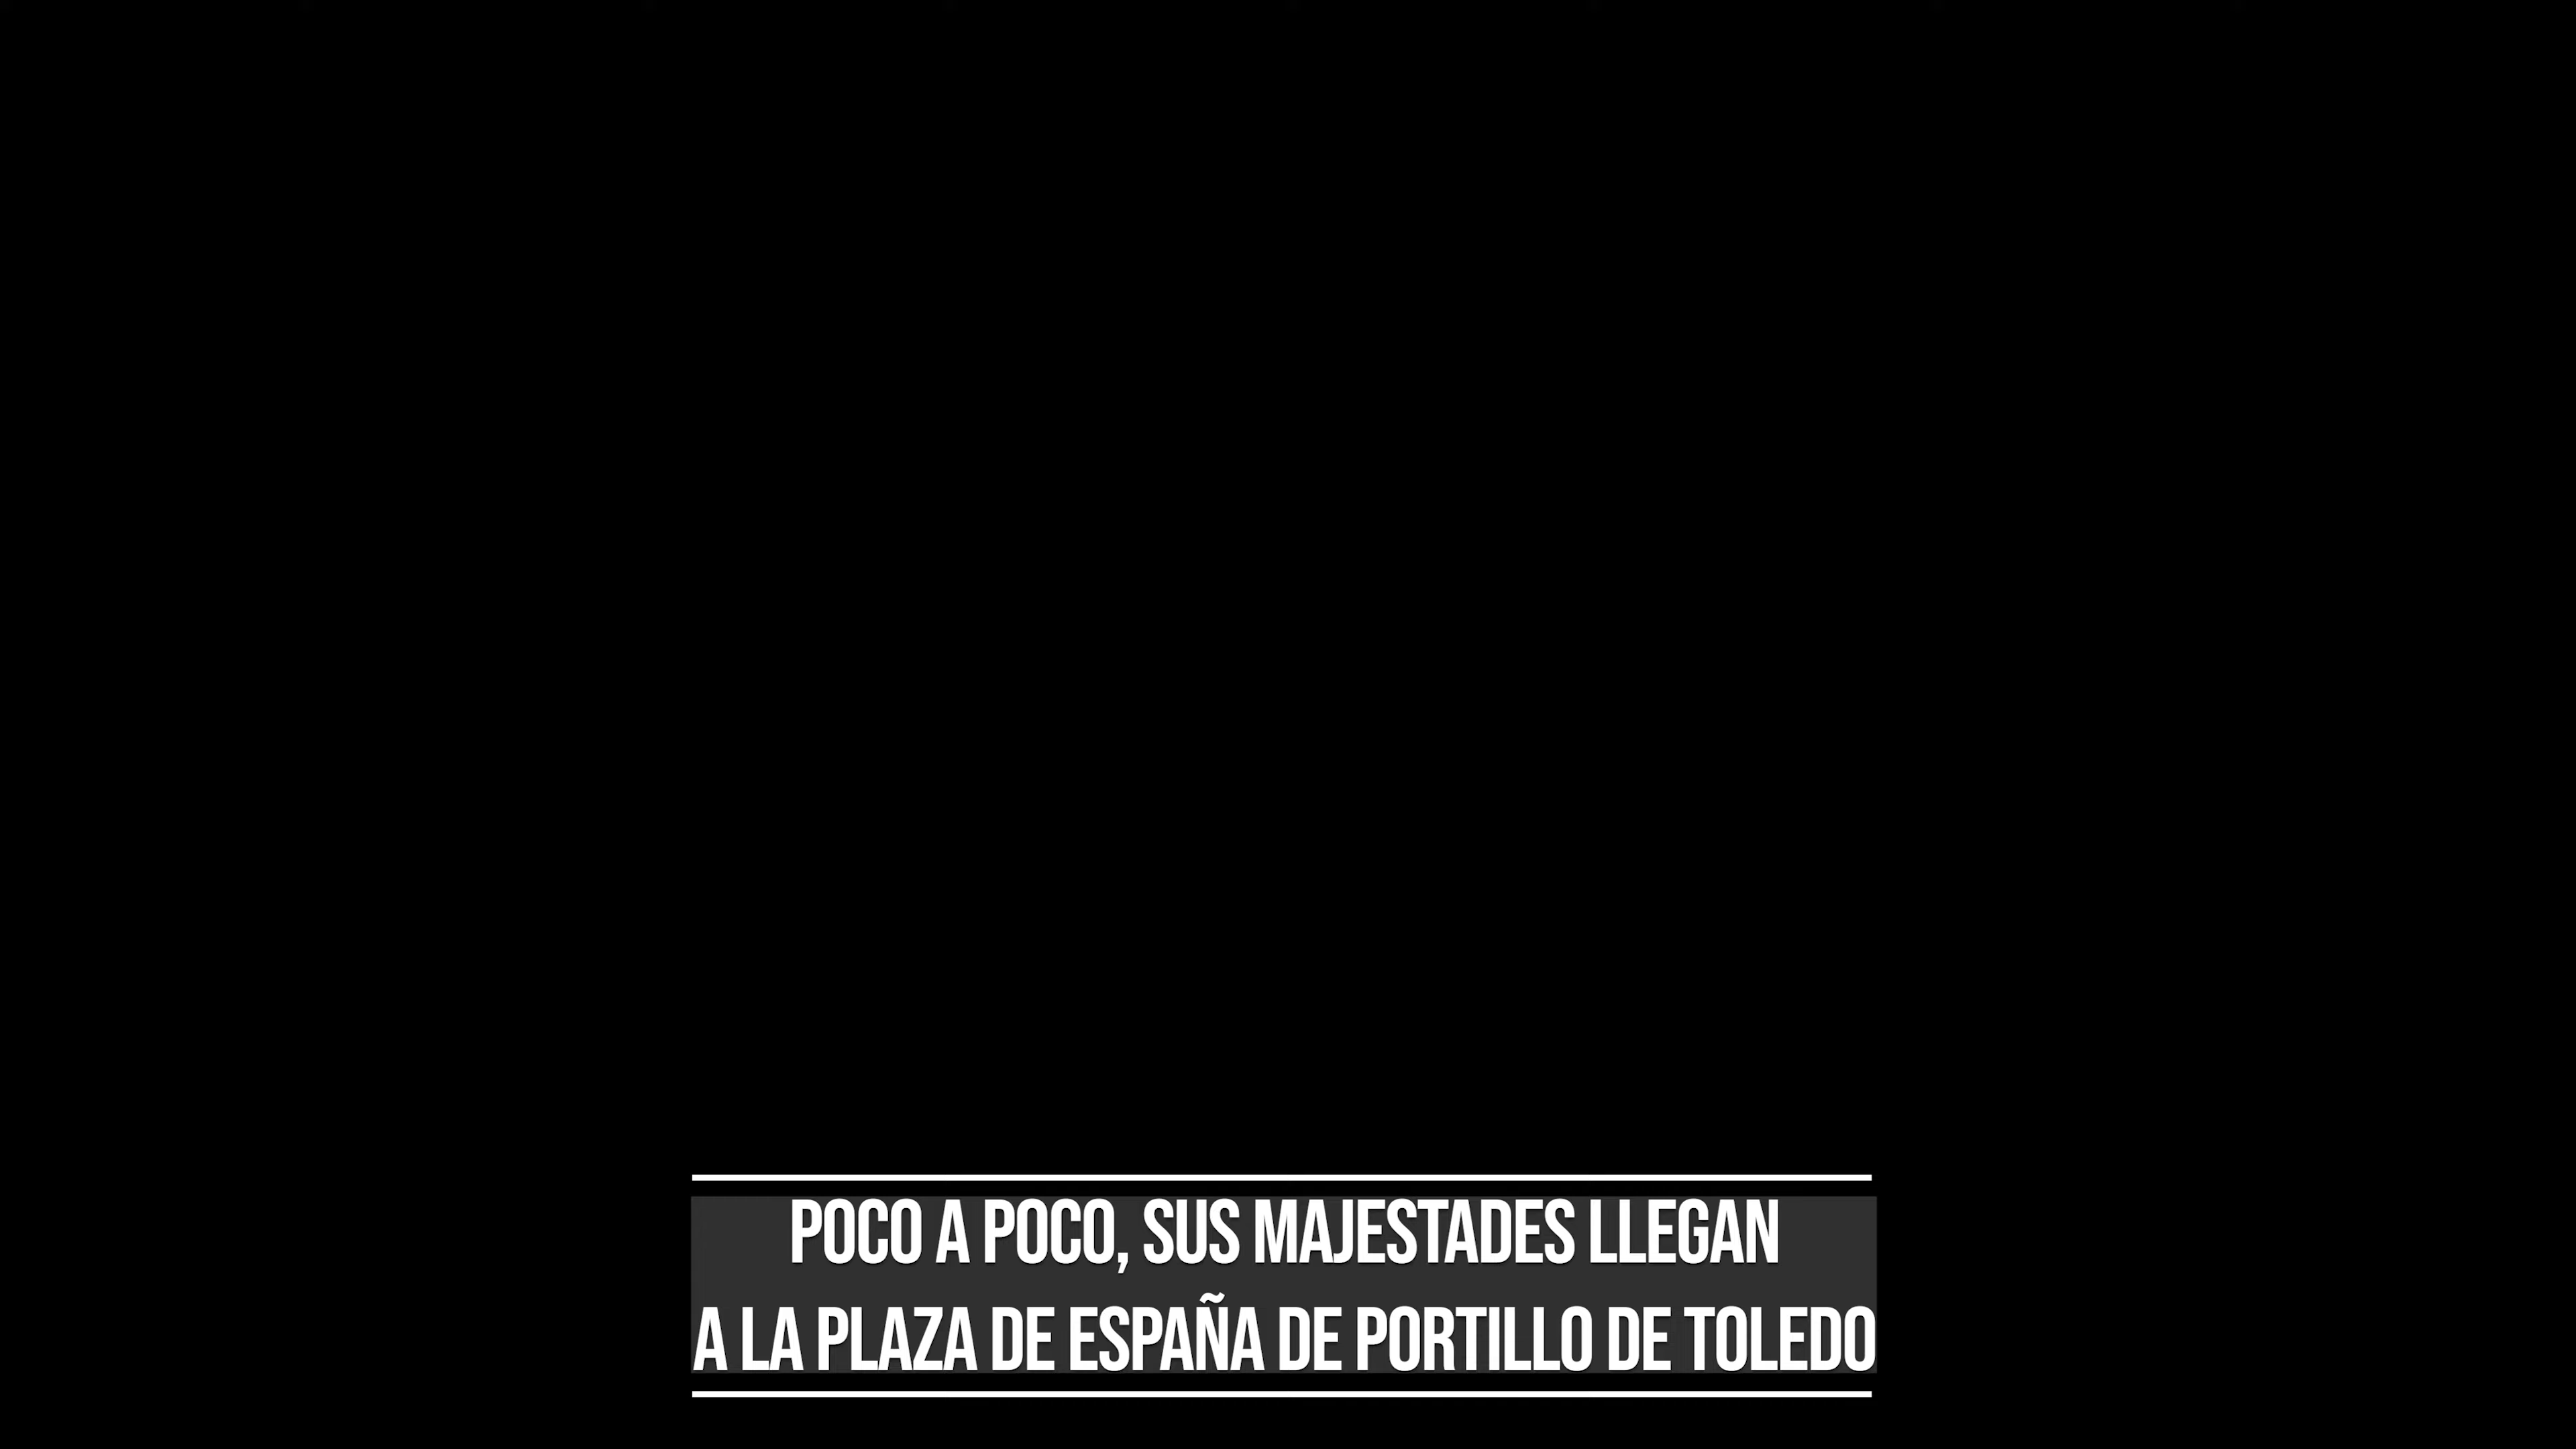 POCO A POCO, SUS MAJESTADES LLEGAN
A LA PLAZA DE ESPAÑA DE PORTILLO DE TOLEDO